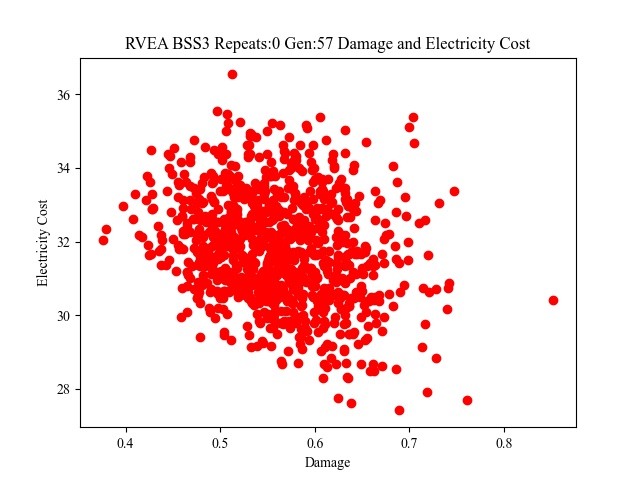 RVEA BSS3 Repeats:0 Gen:57 Damage and Electricity Cost
36
34
32
30
28
Electricity Cost
0.4 0.5 0.6 0.7 0.8
Damage